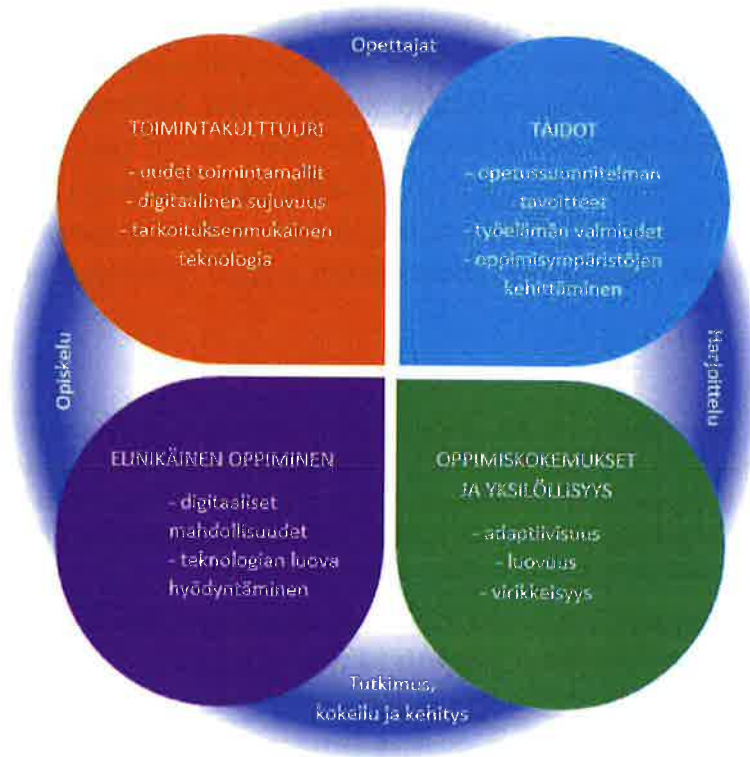 Opettajat
TOIMINTAKULTTUURI
- uudet toimintamallit
- digitaalinen sujuvuus
- tarkoituksenmukainen
teknologia
TAIDOT
- opetussuunnitelman
tavoitteet
- työelämän valmiudet
- oppimisympäristöjen
kehittäminen
Opiskelu
Harjoittelu
ELINIKÄINEN OPPIMINEN
- digitaaliset
mahdollisuudet
- teknologian luova
hyödyntäminen
OPPIMISKOKEMUKSET
JA YKSILÖLLISYYS
- adaptiivisuus
- luovuus
- virikkeisyys
Tutkimus,
kokeilu ja kehitys